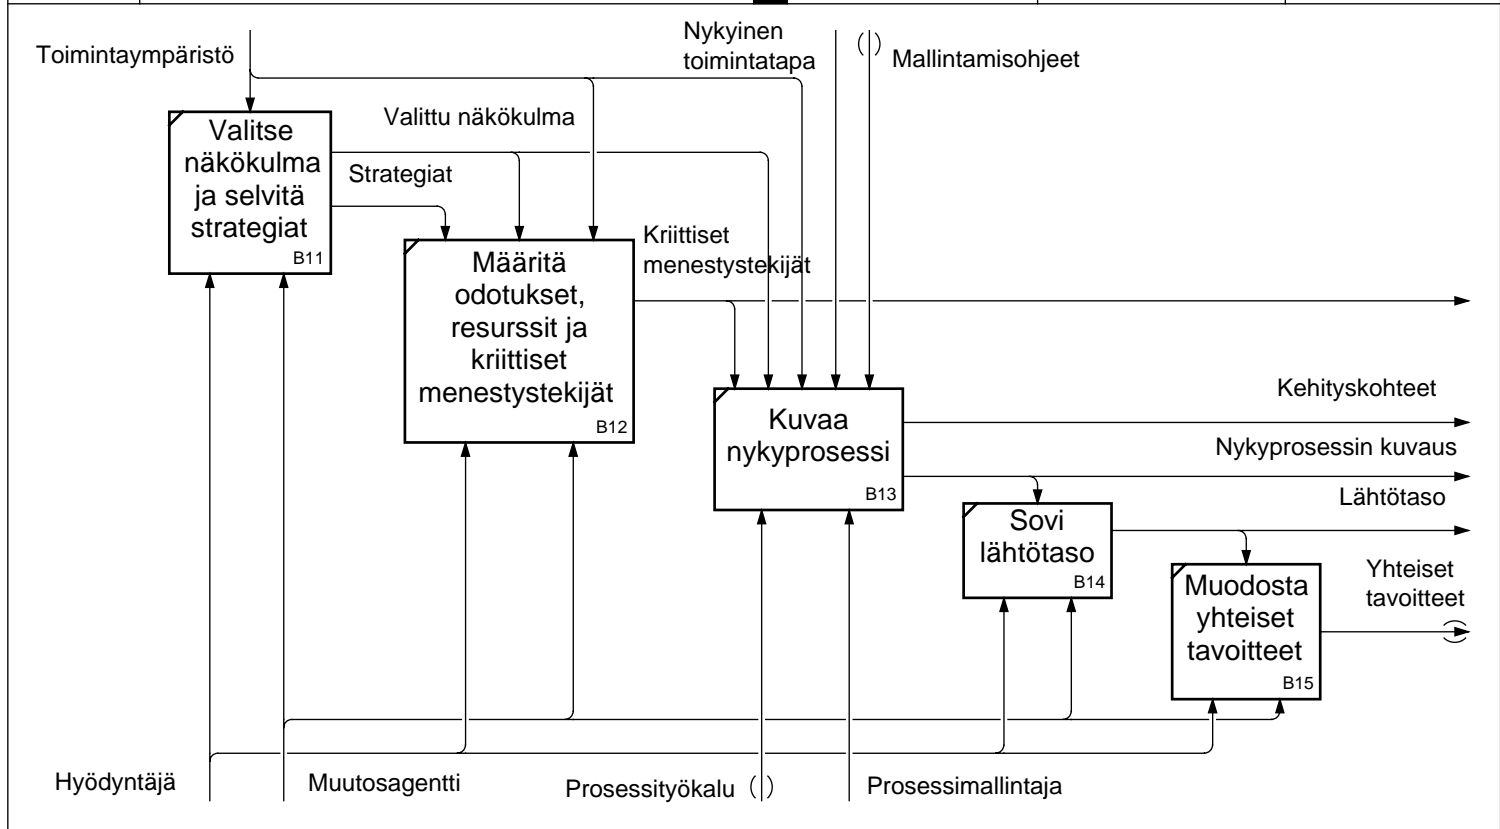 Nykyinen
toimintatapa
Toimintaympäristö
Mallintamisohjeet
Valittu näkökulma
Valitse
näkökulma
ja selvitä
strategiat
B11
Strategiat
Kriittiset
menestystekijät
Määritä
odotukset,
resurssit ja
kriittiset
menestystekijät
B12
Kehityskohteet
Kuvaa
nykyprosessi
B13
Nykyprosessin kuvaus
Lähtötaso
Sovi
lähtötaso
B14
Yhteiset
tavoitteet
Muodosta
yhteiset
tavoitteet
B15
Hyödyntäjä
Muutosagentti
Prosessityökalu
Prosessimallintaja